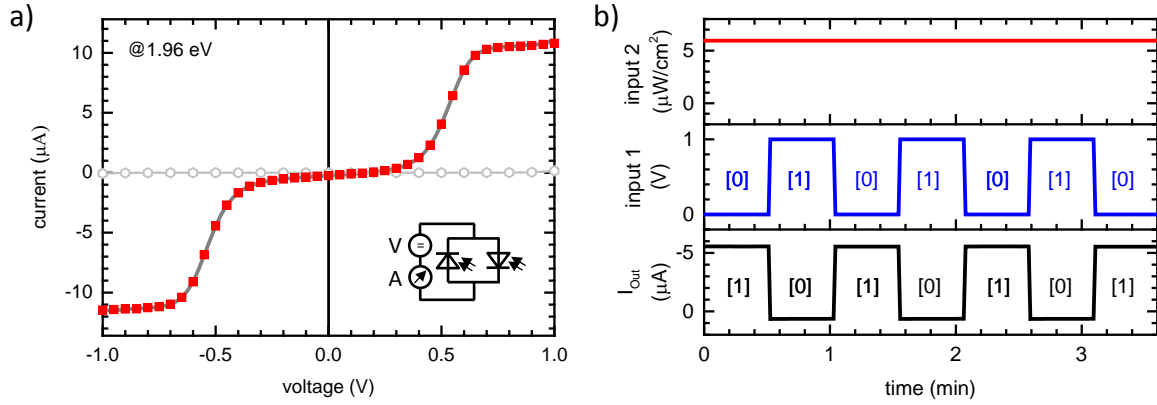 a)
@1.96 eV
current (μA)
10
5
0
-5
-10
V
=
A
-1.0
-0.5
0.0
0.5
1.0
voltage (V)
b)
input 2
(μW/cm²)
5
0
input 1
(V)
1
0
[0]
[1]
[0]
[1]
[0]
[1]
[0]
I_Out
(μA)
-5
0
[1]
[0]
[1]
[0]
[1]
[0]
[1]
0
1
2
3
time (min)